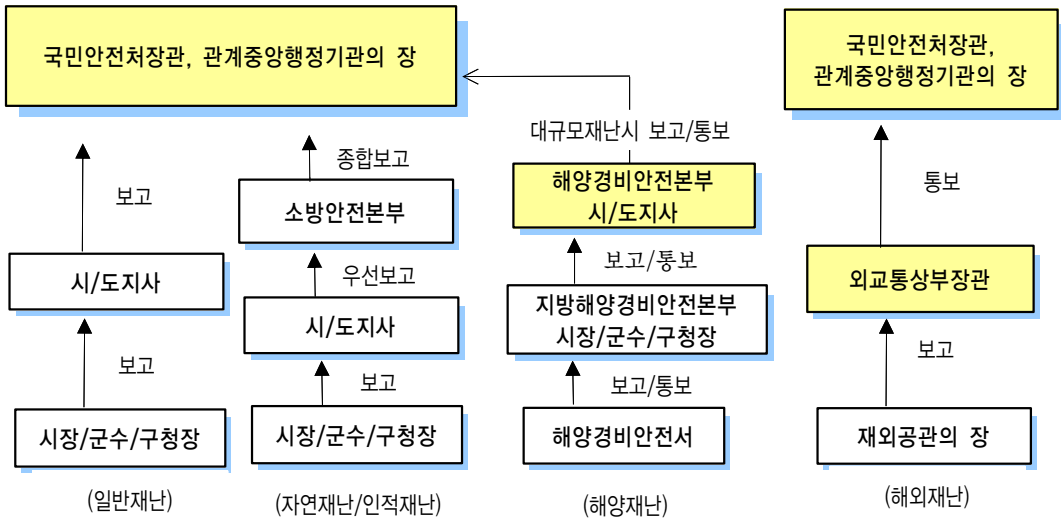 국민안전처장관, 관계중앙행정기관의 장
국민안전처장관,
관계중앙행정기관의 장
대규모재난시 보고/통보
종합보고
보고
통보
해양경비안전본부
시/도지사
소방안전본부
보고/통보
우선보고
시/도지사
외교통상부장관
지방해양경비안전본부
시장/군수/구청장
시/도지사
보고
보고
보고/통보
보고
시장/군수/구청장
시장/군수/구청장
해양경비안전서
재외공관의 장
(일반재난)
(자연재난/인적재난)
(해양재난)
(해외재난)